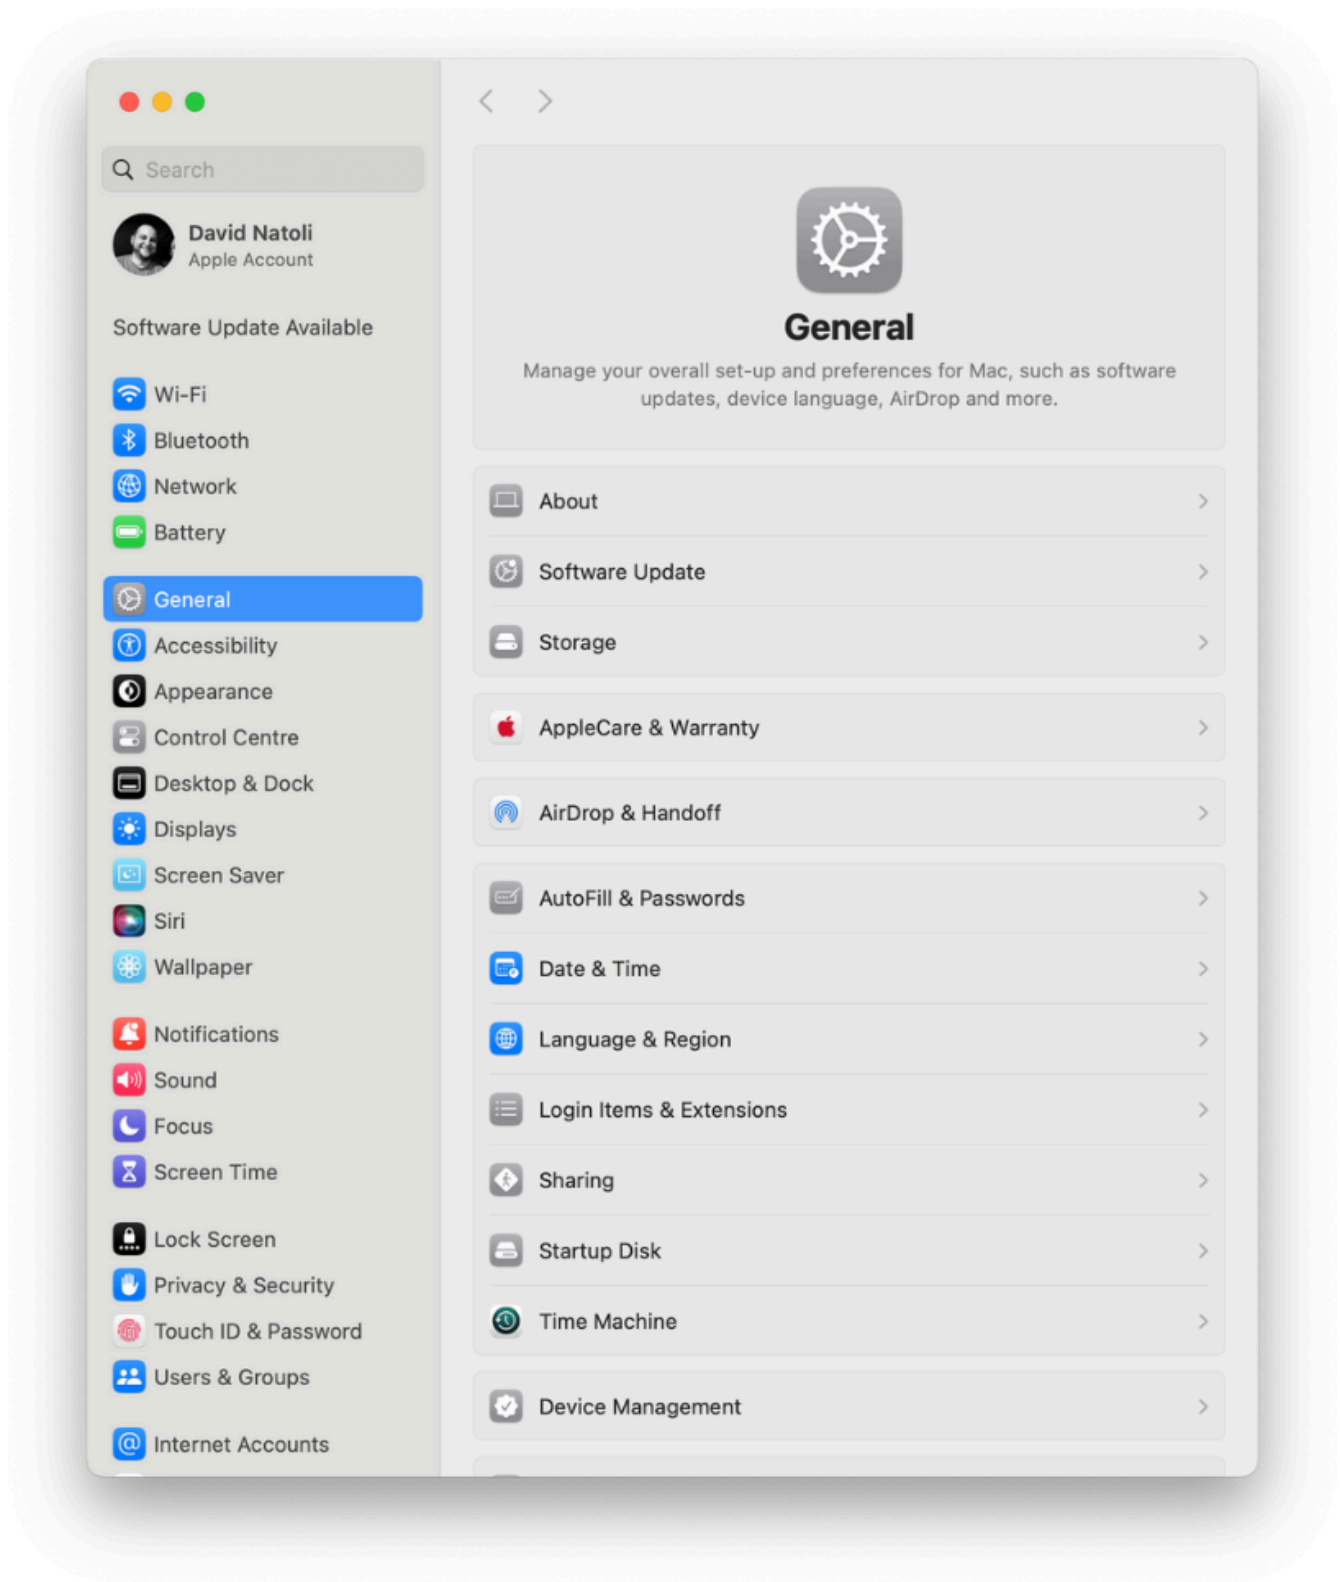 Search
David Natoli
Apple Account
Software Update Available
Wi-Fi
Bluetooth
Network
Battery
General
Accessibility
Appearance
Control Centre
Desktop & Dock
Displays
Screen Saver
Siri
Wallpaper
Notifications
Sound
Focus
Screen Time
Lock Screen
Privacy & Security
Touch ID & Password
Users & Groups
Internet Accounts
General
Manage your overall set-up and preferences for Mac, such as software
updates, device language, AirDrop and more.
About
Software Update
Storage
AppleCare & Warranty
AirDrop & Handoff
AutoFill & Passwords
Date & Time
Language & Region
Login Items & Extensions
Sharing
Startup Disk
Time Machine
Device Management